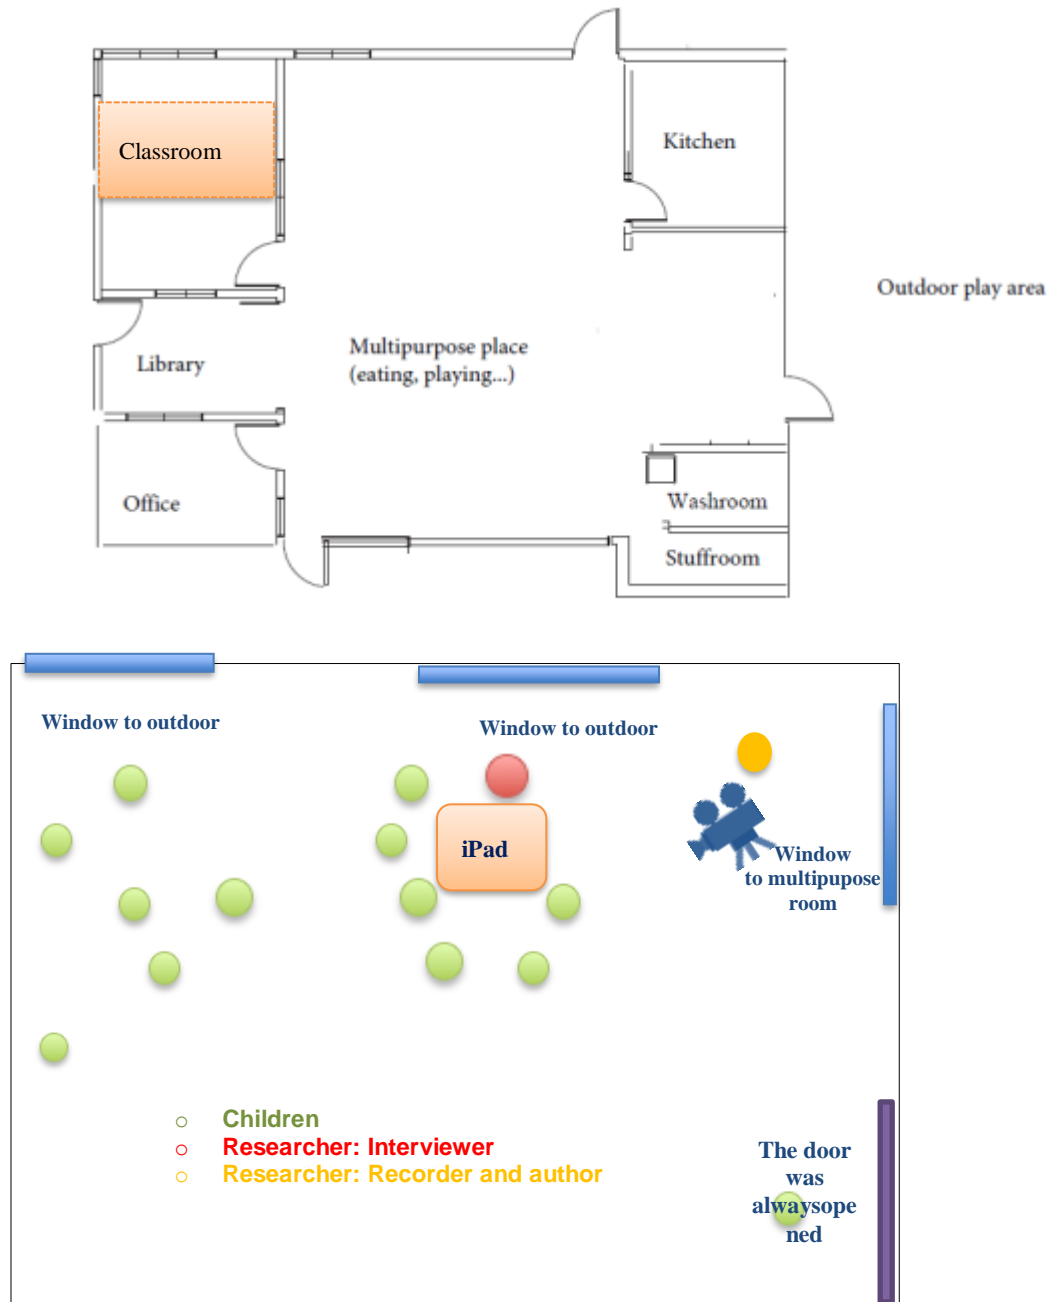 Classroom
Kitchen
Outdoor play area
Multipurpose place
(eating, playing...)
Library
Office
Washroom
Stuffroom
Window to outdoor
Window to outdoor
iPad
Window
to multipupose
room
o Children
o Researcher: Interviewer
o Researcher: Recorder and author
The door
was
alwaysope
ned